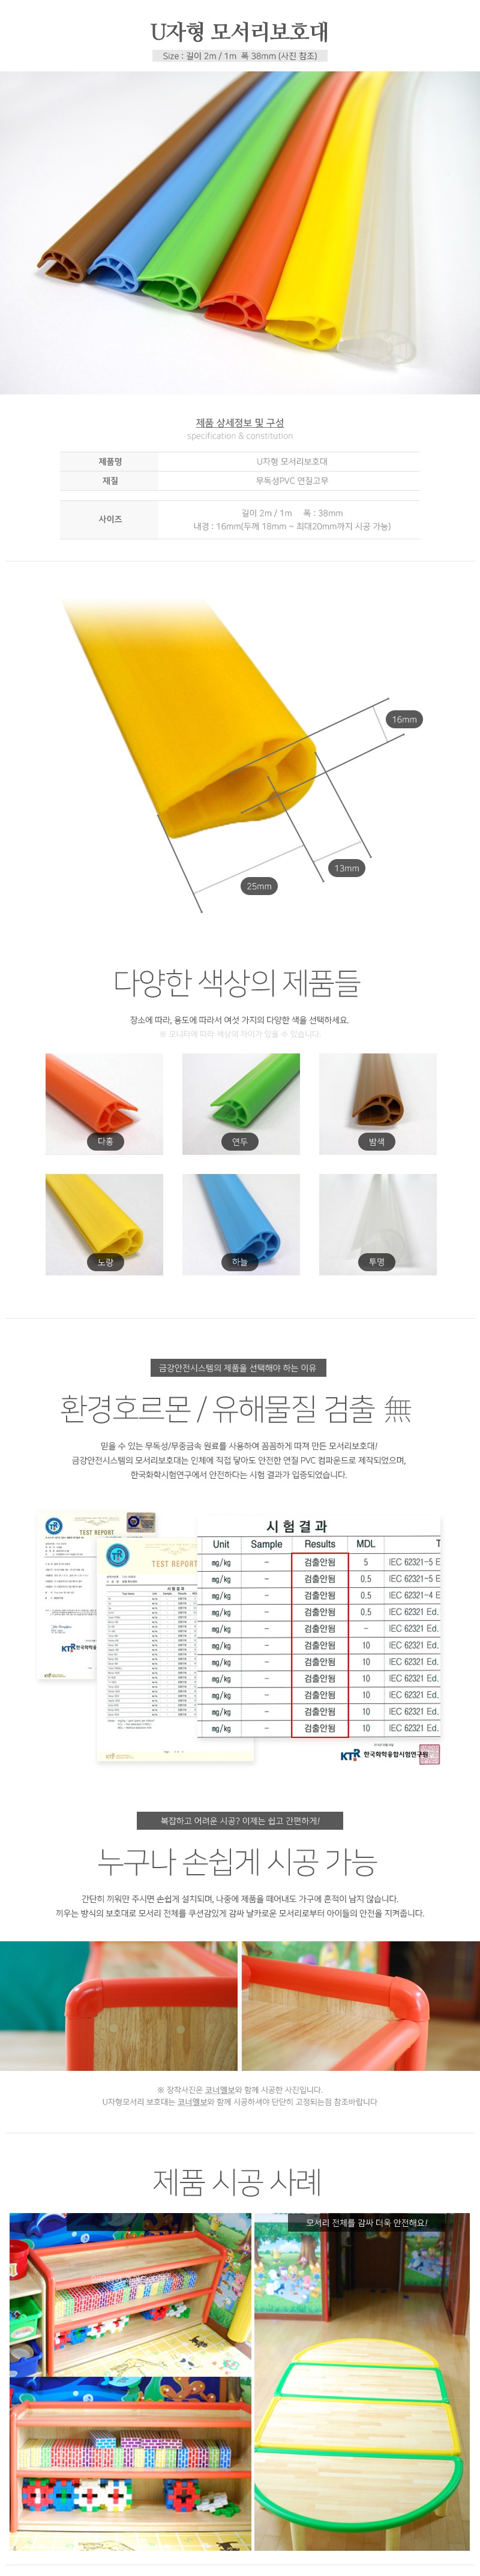 U자형 모서리보호대
Size : 길이 2m / 1m 폭 38mm (사진 참조)
제품 상세정보 및 구성
specification & constitution
제품명 U자형 모서리보호대
재질 무독성PVC 연질고무
사이즈 길이 2m / 1m 폭 : 38mm
내경 : 16mm(두께 18mm ~ 최대20mm까지 시공 가능)
16mm
13mm
25mm
다양한 색상의 제품들
장소에 따라, 용도에 따라서 여섯 가지의 다양한 색을 선택하세요.
※ 모니터에 따라 색상의 차이가 있을 수 있습니다.
다홍 연두 밤색
노랑 하늘 투명
금강안전시스템의 제품을 선택해야 하는 이유
환경호르몬 / 유해물질 검출 無
믿을 수 있는 무독성/무중금속 원료를 사용하여 꼼꼼하게 따져 만든 모서리보호대!
금강안전시스템의 모서리보호대는 인체에 직접 닿아도 안전한 연질 PVC 컴파운드로 제작되었으며,
한국화학시험연구에서 안전하다는 시험 결과가 입증되었습니다.
TEST REPORT
TEST REPORT
시험결과
시 험 결 과
Unit Sample Results MDL T
mg/kg - 검출안됨 5 IEC 62321-5 E
mg/kg - 검출안됨 0.5 IEC 62321-5 E
mg/kg - 검출안됨 0.5 IEC 62321-4 E
mg/kg - 검출안됨 0.5 IEC 62321 Ed.
mg/kg - 검출안됨 - IEC 62321 Ed.
mg/kg - 검출안됨 10 IEC 62321 Ed.
mg/kg - 검출안됨 10 IEC 62321 Ed.
mg/kg - 검출안됨 10 IEC 62321 Ed.
mg/kg - 검출안됨 10 IEC 62321 Ed.
mg/kg - 검출안됨 10 IEC 62321 Ed.
mg/kg - 검출안됨 10 IEC 62321 Ed.
KTR 한국화학융합시험연구원
복잡하고 어려운 시공? 이제는 쉽고 간편하게!
누구나 손쉽게 시공 가능
간단히 끼워만 주시면 손쉽게 설치되며, 나중에 제품을 떼어내도 가구에 흔적이 남지 않습니다.
끼우는 방식의 보호대로 모서리 전체를 쿠션감있게 감싸 날카로운 모서리로부터 아이들의 안전을 지켜줍니다.
※ 장착사진은 코너엘보와 함께 시공한 사진입니다.
U자형모서리 보호대는 코너엘보와 함께 시공하셔야 단단히 고정되는점 참조바랍니다
제품 시공 사례
모서리 전체를 감싸 더욱 안전해요!